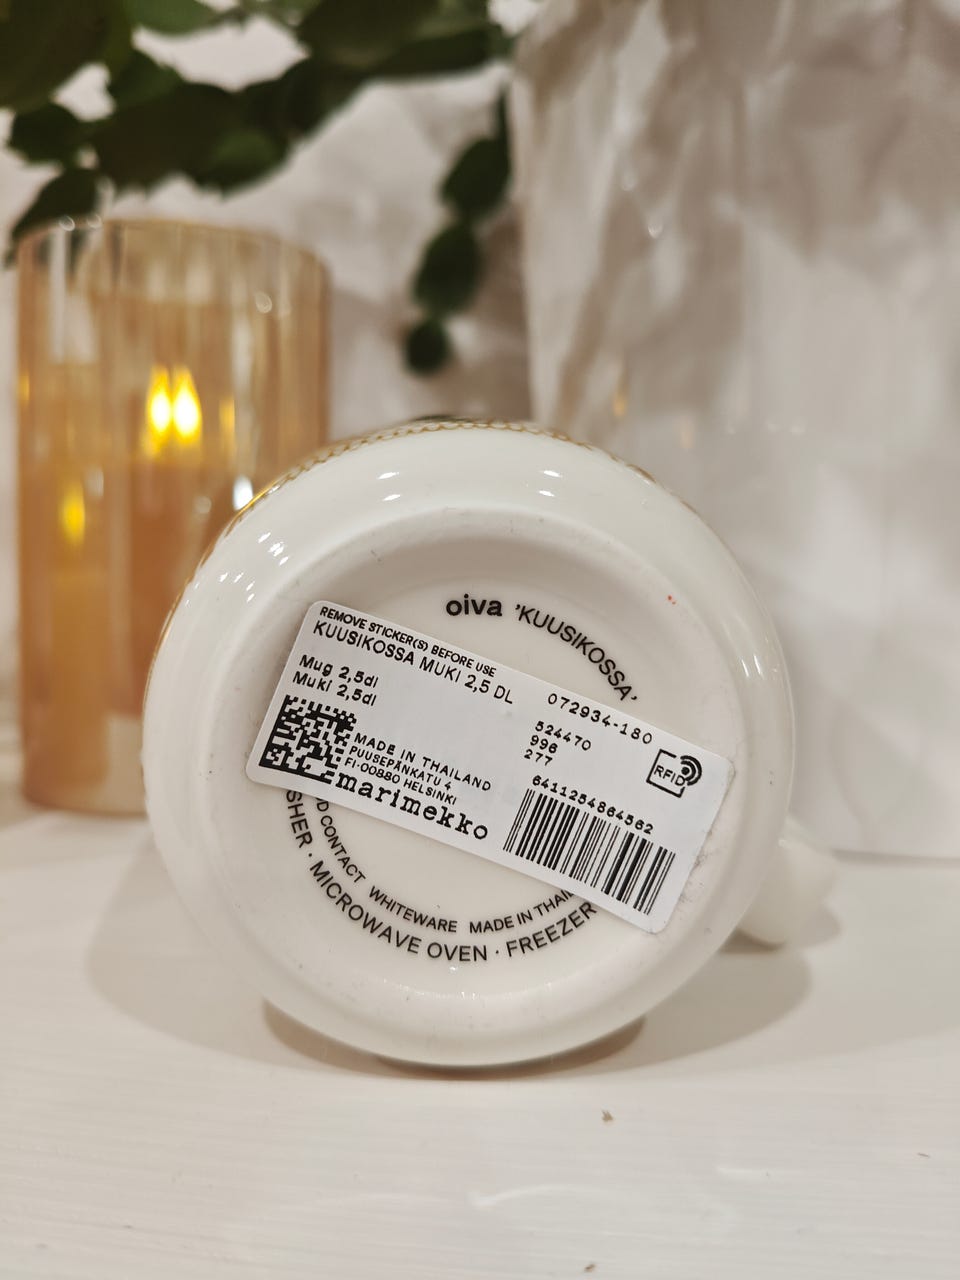 oiva 'KUUSIKOSSA'
REMOVE STICKER(S) BEFORE USE
KUUSIKOSSA MUKI 2,5 DL
Mug 2,5dl
Muki 2,5dl
072934-180
524470
996
277
RFID
MADE IN THAILAND
PUUSEPÄNKATU 4
FI-00880 HELSINKI
marimekko
6411254864562
CONTACT WHITEWARE MADE IN
MICROWAVE OVEN · FREEZER